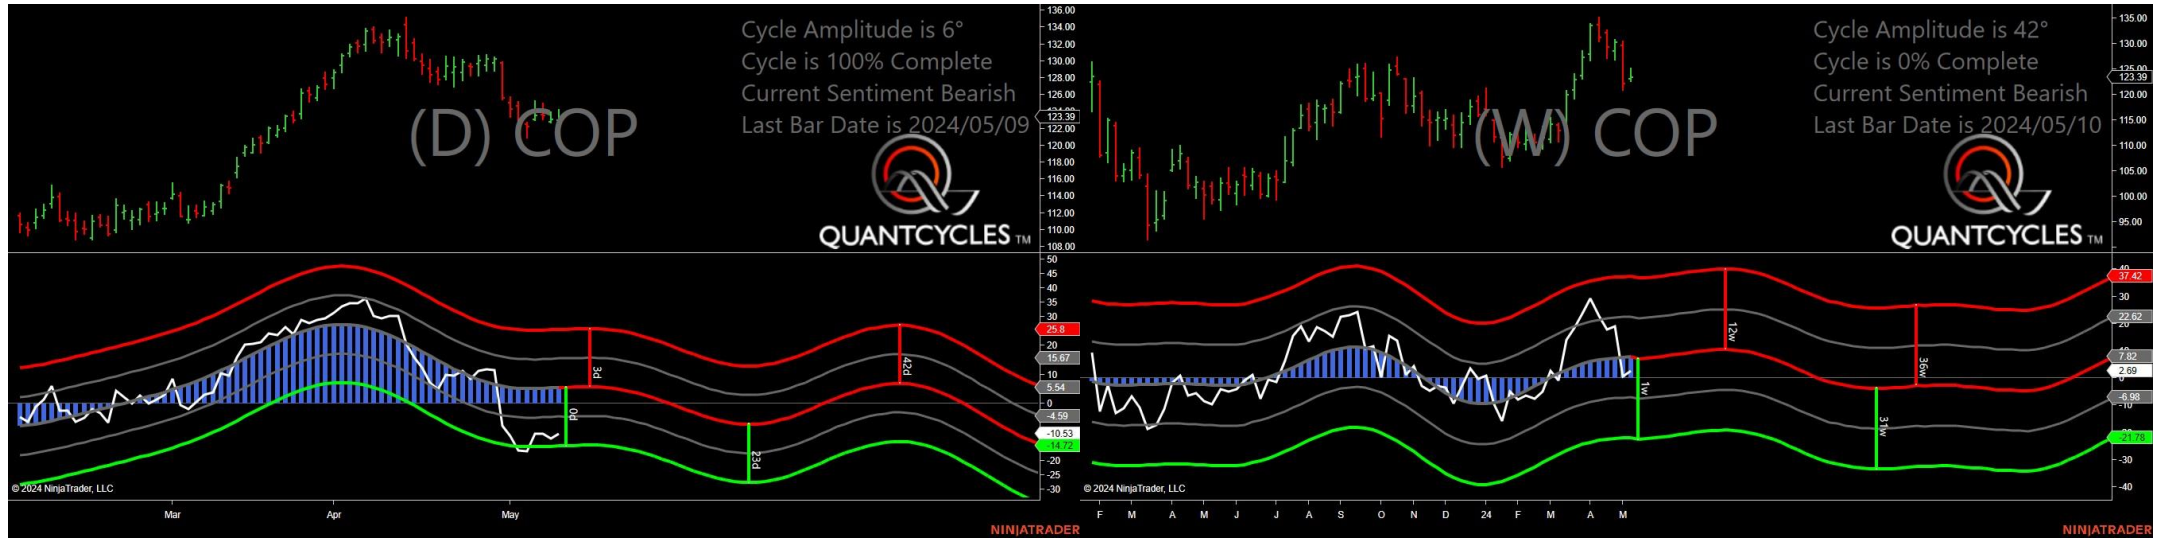 Cycle Amplitude is 6°
Cycle is 100% Complete
Current Sentiment Bearish
Last Bar Date is 2024/05/09
(D) COP
QUANTCYCLES TM
136.00
134.00
132.00
130.00
128.00
126.00
123.39
122.00
120.00
118.00
116.00
114.00
112.00
110.00
108.00
50
45
40
35
30
25.8
20
15.67
10
5.54
0
-4.59
-10.53
-14.72
-20
-25
-30
3d
0d
23d
42d
© 2024 NinjaTrader, LLC
Mar Apr May
NINJATRADER
Cycle Amplitude is 42°
Cycle is 0% Complete
Current Sentiment Bearish
Last Bar Date is 2024/05/10
(W) COP
QUANTCYCLES TM
135.00
130.00
125.00
123.39
120.00
115.00
110.00
105.00
100.00
95.00
37.42
30
22.62
20
7.82
2.69
-6.98
-10
-21.78
-30
-40
1w
12w
31w
36w
© 2024 NinjaTrader, LLC
F M A M J J A S O N D 24 F M A M
NINJATRADER